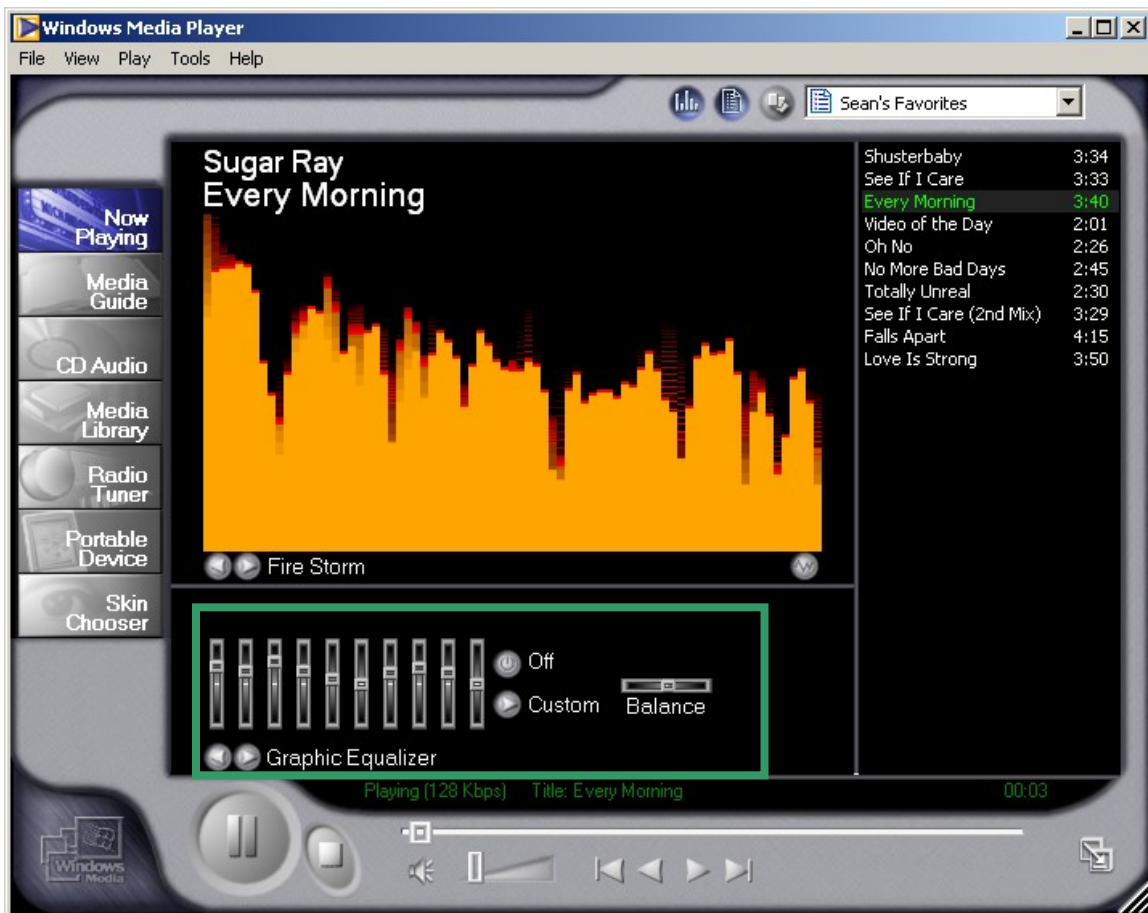 Windows Media Player
File View Play Tools Help
Sean's Favorites
Now
Playing
Media
Guide
CD Audio
Media
Library
Radio
Tuner
Portable
Device
Skin
Chooser
Sugar Ray
Every Morning
Fire Storm
Shusterbaby 3:34
See If I Care 3:33
Every Morning 3:40
Video of the Day 2:01
Oh No 2:26
No More Bad Days 2:45
Totally Unreal 2:30
See If I Care (2nd Mix) 3:29
Falls Apart 4:15
Love Is Strong 3:50
Off
Custom Balance
Graphic Equalizer
Playing (128 Kbps) Title: Every Morning 00:03
Windows
Media